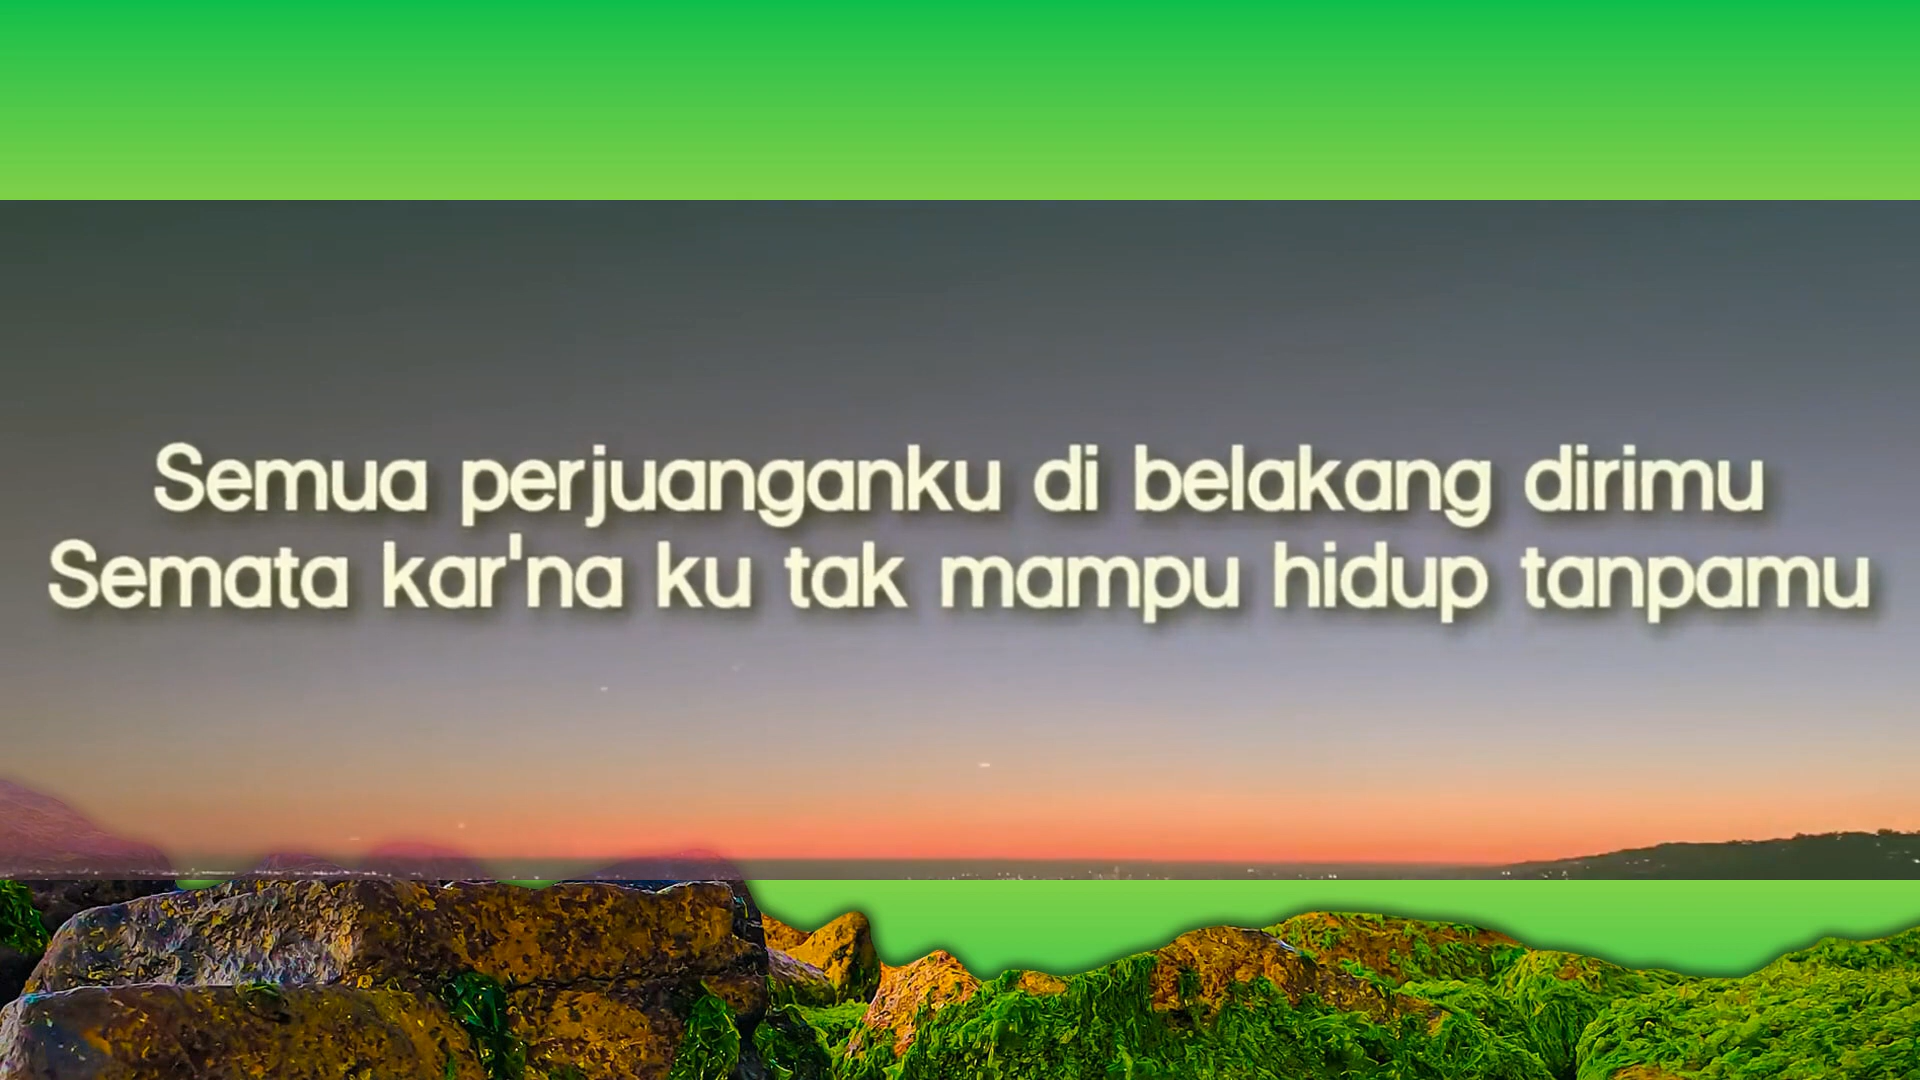 Semua perjuanganku di belakang dirimu
Semata kar'na ku tak mampu hidup tanpamu